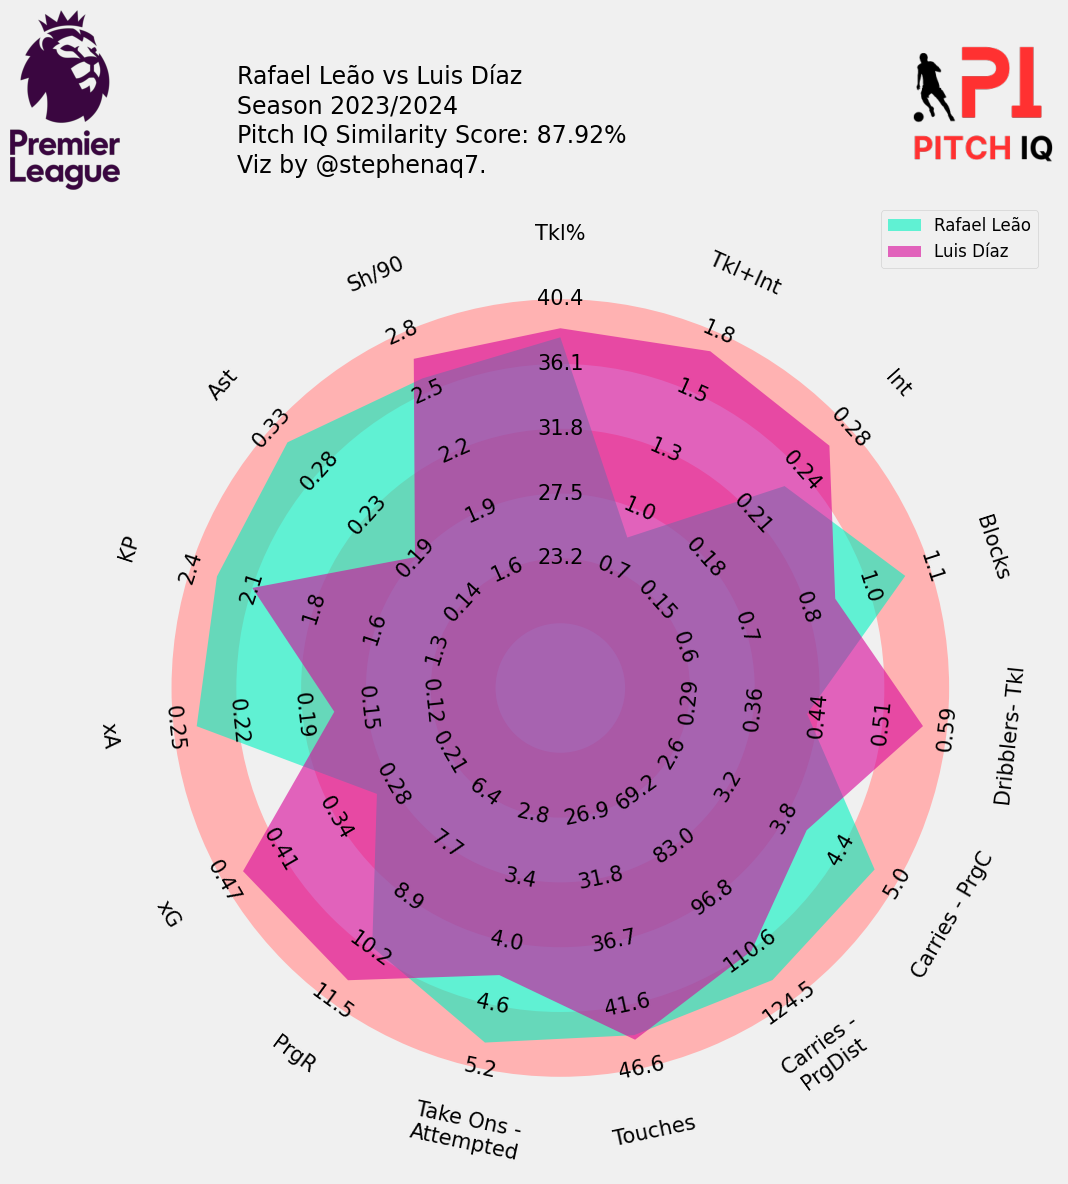 Premier
League
Rafael Leão vs Luis Díaz
Season 2023/2024
Pitch IQ Similarity Score: 87.92%
Viz by @stephenaq7.
PI
PITCH IQ
Rafael Leão
Luis Díaz
Tkl%
40.4
36.1
31.8
27.5
23.2
Tkl+Int
1.8
1.5
1.3
1.0
0.7
Int
0.28
0.24
0.21
0.18
0.15
Blocks
1.1
1.0
0.8
0.7
0.6
Dribblers- Tkl
0.59
0.51
0.44
0.36
0.29
Carries - PrgC
5.0
4.4
3.8
3.2
2.6
Carries -
PrgDist
124.5
110.6
96.8
83.0
69.2
Touches
46.6
41.6
36.7
31.8
26.9
Take Ons -
Attempted
5.2
4.6
4.0
3.4
2.8
PrgR
11.5
10.2
8.9
7.7
6.4
xG
0.47
0.41
0.34
0.28
0.21
xA
0.25
0.22
0.19
0.15
0.12
KP
2.4
2.1
1.8
1.6
1.3
Ast
0.33
0.28
0.23
0.19
0.14
Sh/90
2.8
2.5
2.2
1.9
1.6